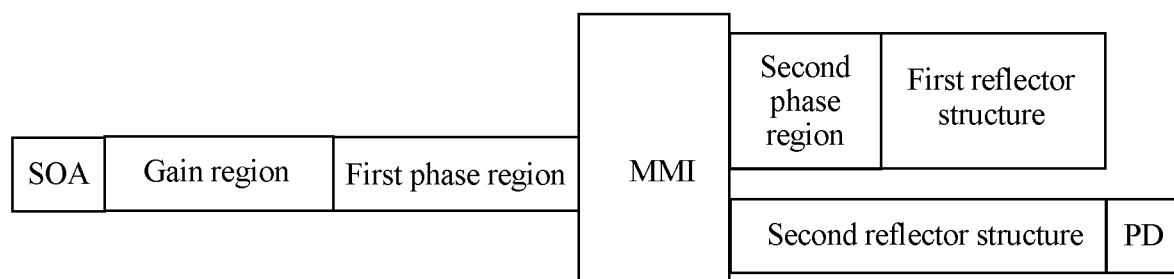 SOA
Gain region
First phase region
MMI
Second
phase
region
First reflector
structure
Second reflector structure
PD